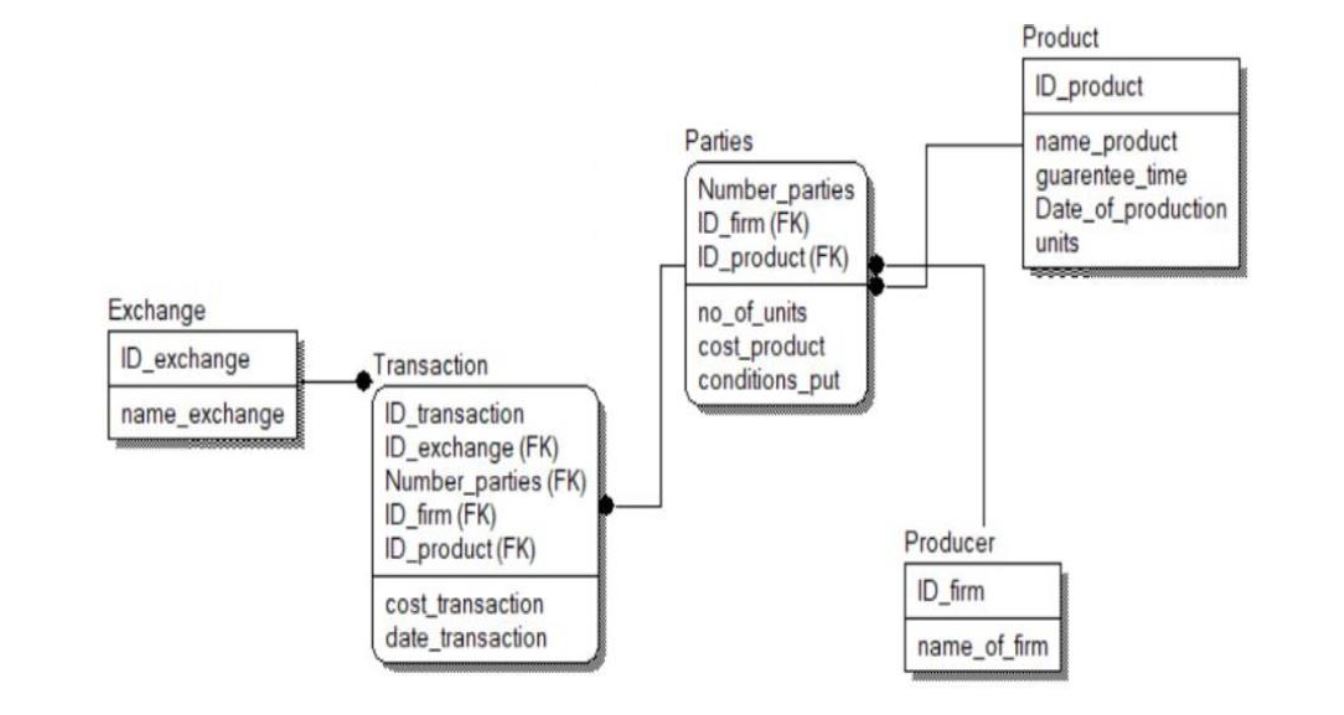 Product
ID_product
name_product
guarentee_time
Date_of_production
units
Parties
Number_parties
ID_firm (FK)
ID_product (FK)
no_of_units
cost_product
conditions_put
Exchange
ID_exchange
name_exchange
Transaction
ID_transaction
ID_exchange (FK)
Number_parties (FK)
ID_firm (FK)
ID_product (FK)
cost_transaction
date_transaction
Producer
ID_firm
name_of_firm